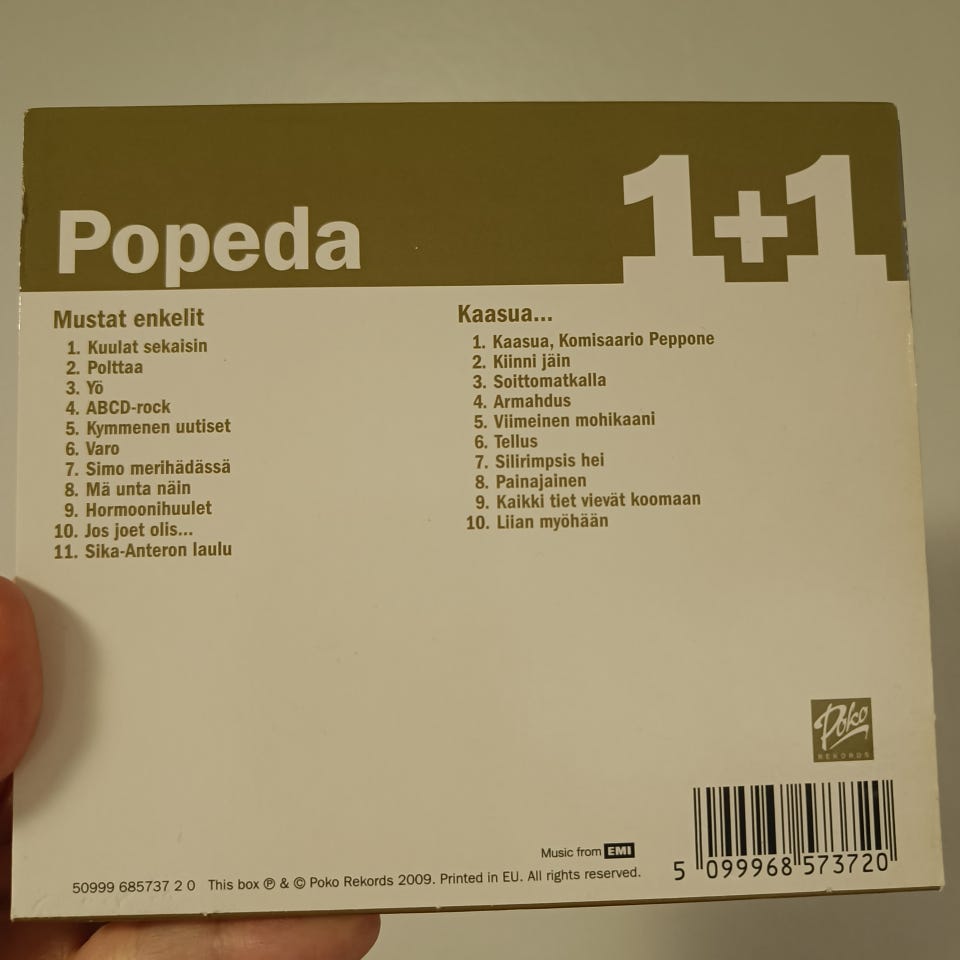 Popeda
1+1
Mustat enkelit
1. Kuulat sekaisin
2. Polttaa
3. Yö
4. ABCD-rock
5. Kymmenen uutiset
6. Varo
7. Simo merihädässä
8. Mä unta näin
9. Hormoonihuulet
10. Jos joet olis...
11. Sika-Anteron laulu
Kaasua...
1. Kaasua, Komisaario Peppone
2. Kiinni jäin
3. Soittomatkalla
4. Armahdus
5. Viimeinen mohikaani
6. Tellus
7. Silirimpsis hei
8. Painajainen
9. Kaikki tiet vievät koomaan
10. Liian myöhään
Poko
REKORDS
Music from EMI
50999 685737 2 0 This box ℗ & © Poko Rekords 2009. Printed in EU. All rights reserved.
5 099968 573720